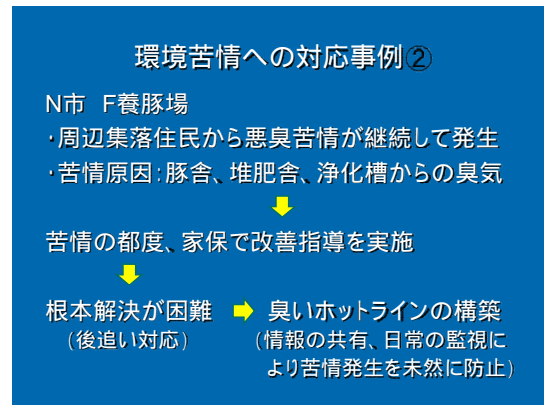 環境苦情への対応事例②
N市　F養豚場
・周辺集落住民から悪臭苦情が継続して発生
・苦情原因:豚舎、堆肥舎、浄化槽からの臭気
苦情の都度、家保で改善指導を実施
根本解決が困難　臭いホットラインの構築
(後追い対応)　(情報の共有、日常の監視に
より苦情発生を未然に防止)